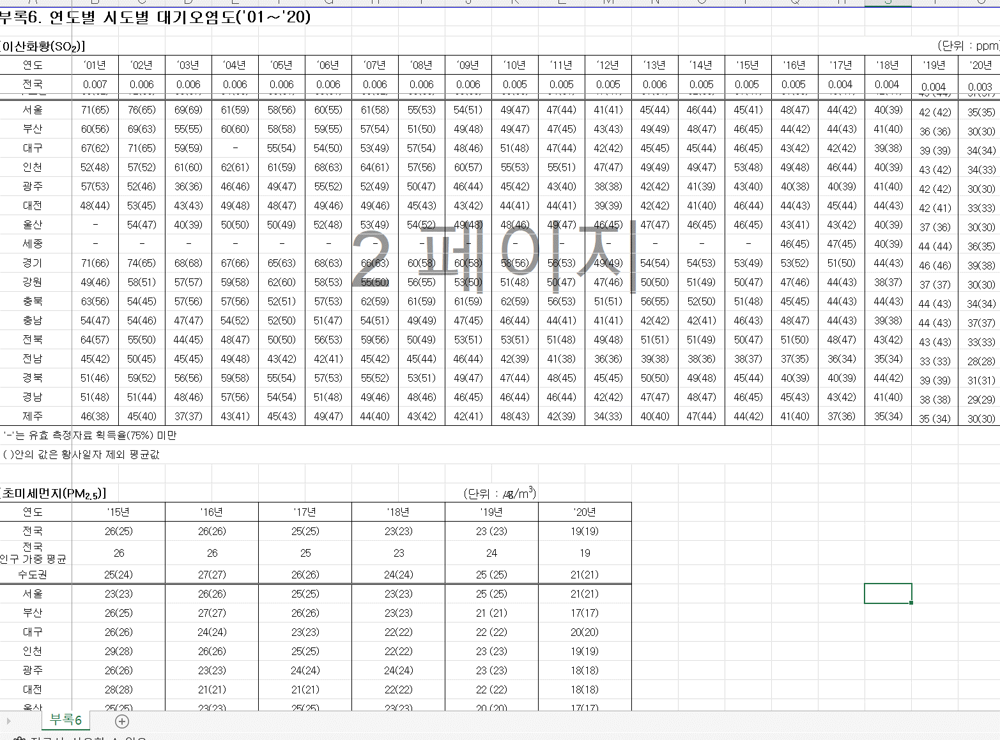 부록6. 연도별 시도별 대기오염도('01～'20)
[이산화황(SO2)] (단위 : ppm)
연도 '01년 '02년 '03년 '04년 '05년 '06년 '07년 '08년 '09년 '10년 '11년 '12년 '13년 '14년 '15년 '16년 '17년 '18년 '19년 '20년
전국 0.007 0.006 0.006 0.006 0.006 0.006 0.006 0.006 0.006 0.005 0.005 0.005 0.006 0.005 0.005 0.005 0.004 0.004 0.004 0.003
서울 71(65) 76(65) 69(69) 61(59) 58(56) 60(55) 61(58) 55(53) 54(51) 49(47) 47(44) 41(41) 45(44) 46(44) 45(41) 48(47) 44(42) 40(39) 42 (42) 35(35)
부산 60(56) 69(63) 55(55) 60(60) 58(58) 59(55) 57(54) 51(50) 49(48) 49(47) 47(45) 43(43) 49(49) 48(47) 46(45) 44(42) 44(43) 41(40) 36 (36) 30(30)
대구 67(62) 71(65) 59(59) - 55(54) 54(50) 53(49) 57(54) 48(46) 51(48) 47(44) 42(42) 45(45) 45(44) 46(45) 43(42) 42(42) 39(38) 39 (39) 34(34)
인천 52(48) 57(52) 61(60) 62(61) 61(59) 68(63) 64(61) 57(56) 60(57) 55(53) 55(51) 47(47) 49(49) 49(47) 53(48) 49(48) 46(44) 40(39) 43 (42) 34(33)
광주 57(53) 52(46) 36(36) 46(46) 49(47) 55(52) 52(49) 50(47) 46(44) 45(42) 43(40) 38(38) 42(42) 41(39) 43(40) 40(38) 40(39) 41(40) 42 (42) 30(30)
대전 48(44) 53(45) 43(43) 49(48) 48(47) 49(46) 49(46) 45(43) 43(42) 44(41) 44(41) 39(39) 42(42) 41(40) 46(44) 44(43) 45(44) 44(43) 42 (41) 33(33)
울산 - 54(47) 40(39) 50(50) 50(49) 52(48) 53(49) 54(52) 49(48) 48(46) 49(47) 46(45) 47(47) 46(45) 46(45) 43(41) 43(42) 40(39) 37 (36) 30(30)
세종 - - - - - - - - - - - - - - - 46(45) 47(45) 40(39) 44 (44) 36(35)
2 페이지
경기 71(66) 74(65) 68(68) 67(66) 65(63) 68(63) 66(63) 60(58) 60(58) 58(56) 56(53) 49(49) 54(54) 54(53) 53(49) 53(52) 51(50) 44(43) 46 (46) 39(38)
강원 49(46) 58(51) 57(57) 59(58) 62(60) 58(53) 55(50) 56(55) 53(50) 51(48) 50(47) 47(46) 50(50) 51(49) 50(47) 47(46) 44(43) 38(37) 37 (37) 30(30)
충북 63(56) 54(45) 57(56) 57(56) 52(51) 57(53) 62(59) 61(59) 61(59) 62(59) 56(53) 51(51) 56(55) 52(50) 51(48) 45(45) 44(43) 44(43) 44 (43) 34(34)
충남 54(47) 54(46) 47(47) 54(52) 52(50) 51(47) 54(51) 49(49) 47(45) 46(44) 44(41) 41(41) 42(42) 42(41) 46(43) 48(47) 44(43) 39(38) 44 (43) 37(37)
전북 64(57) 55(50) 44(45) 48(47) 50(50) 56(53) 59(56) 50(49) 53(51) 53(51) 51(48) 49(48) 51(51) 51(49) 50(47) 51(50) 48(47) 43(42) 43 (43) 33(33)
전남 45(42) 50(45) 45(45) 49(48) 43(42) 42(41) 45(42) 45(44) 46(44) 42(39) 41(38) 36(36) 39(38) 38(36) 38(37) 37(35) 36(34) 35(34) 33 (33) 28(28)
경북 51(46) 59(52) 56(56) 59(58) 55(54) 57(53) 55(52) 53(51) 49(47) 47(44) 48(45) 45(45) 50(50) 49(48) 45(44) 40(39) 40(39) 44(42) 39 (39) 31(31)
경남 51(48) 51(44) 48(46) 57(56) 54(54) 51(48) 49(46) 48(46) 46(45) 46(44) 46(44) 42(42) 47(47) 48(47) 46(45) 45(43) 43(42) 41(40) 38 (38) 29(29)
제주 46(38) 45(40) 37(37) 43(41) 45(43) 49(47) 44(40) 43(42) 42(41) 48(43) 42(39) 34(33) 40(40) 47(44) 44(42) 41(40) 37(36) 35(34) 35 (34) 30(30)
'-'는 유효 측정자료 획득율(75%) 미만
( )안의 값은 황사일자 제외 평균값
[초미세먼지(PM2.5)] (단위 : ㎍/m3)
연도 '15년 '16년 '17년 '18년 '19년 '20년
전국 26(25) 26(26) 25(25) 23(23) 23 (23) 19(19)
전국
인구 가중 평균 26 26 25 23 24 19
수도권 25(24) 27(27) 26(26) 24(24) 25 (25) 21(21)
서울 23(23) 26(26) 25(25) 23(23) 25 (25) 21(21)
부산 26(25) 27(27) 26(26) 23(23) 21 (21) 17(17)
대구 26(26) 24(24) 23(23) 22(22) 22 (22) 20(20)
인천 29(28) 26(26) 25(25) 22(22) 23 (23) 19(19)
광주 26(26) 23(23) 24(24) 24(24) 23 (23) 18(18)
대전 28(28) 21(21) 21(21) 22(22) 22 (22) 18(18)
울산 25(25) 23(23) 25(25) 23(23) 20 (20) 17(17)
부록6